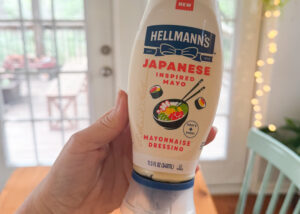 NEW
HELLMANN'S
JAPANESE
INSPIRED
MAYO
MAYONNAISE
DRESSING